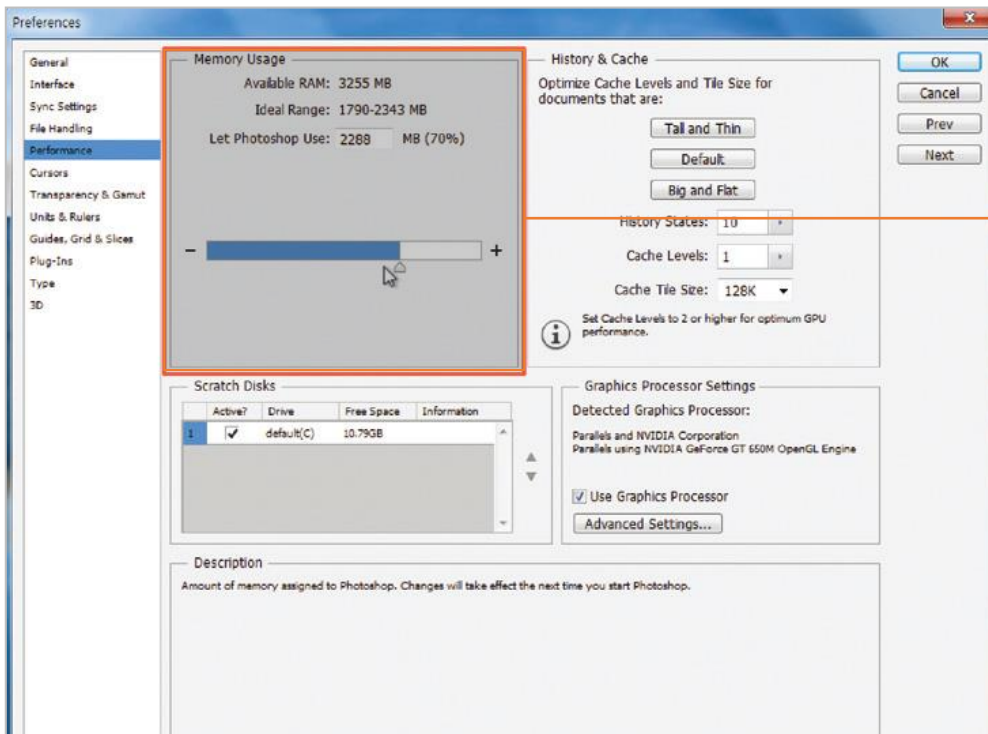 Preferences
General
Interface
Sync Settings
File Handling
Performance
Cursors
Transparency & Gamut
Units & Rulers
Guides, Grid & Slices
Plug-Ins
Type
3D
Memory Usage
Available RAM: 3255 MB
Ideal Range: 1790-2343 MB
Let Photoshop Use: 2288 MB (70%)
- +
History & Cache
Optimize Cache Levels and Tile Size for
documents that are:
Tall and Thin
Default
Big and Flat
History States: 10
Cache Levels: 1
Cache Tile Size: 128K
Set Cache Levels to 2 or higher for optimum GPU
performance.
OK
Cancel
Prev
Next
Scratch Disks
Active? Drive Free Space Information
1 default(C) 10.79GB
Graphics Processor Settings
Detected Graphics Processor:
Parallels and NVIDIA Corporation
Parallels using NVIDIA GeForce GT 650M OpenGL Engine
Use Graphics Processor
Advanced Settings...
Description
Amount of memory assigned to Photoshop. Changes will take effect the next time you start Photoshop.